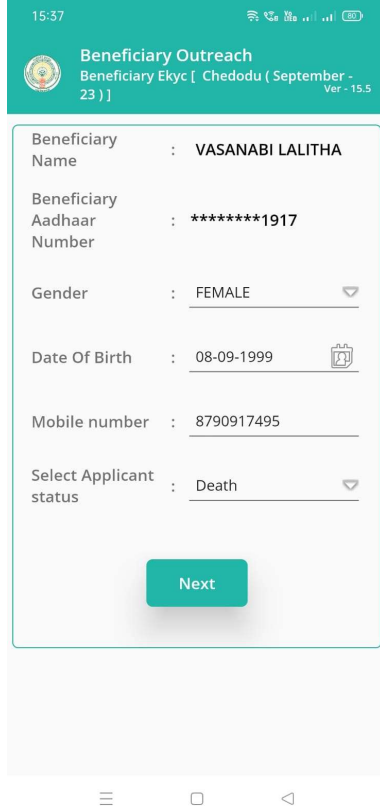 15:37
80
Beneficiary Outreach
Beneficiary Ekyc [ Chedodu ( September - 23 ) ]
Ver - 15.5
Beneficiary Name : VASANABI LALITHA
Beneficiary Aadhaar Number : ********1917
Gender : FEMALE
Date Of Birth : 08-09-1999
Mobile number : 8790917495
Select Applicant status : Death
Next